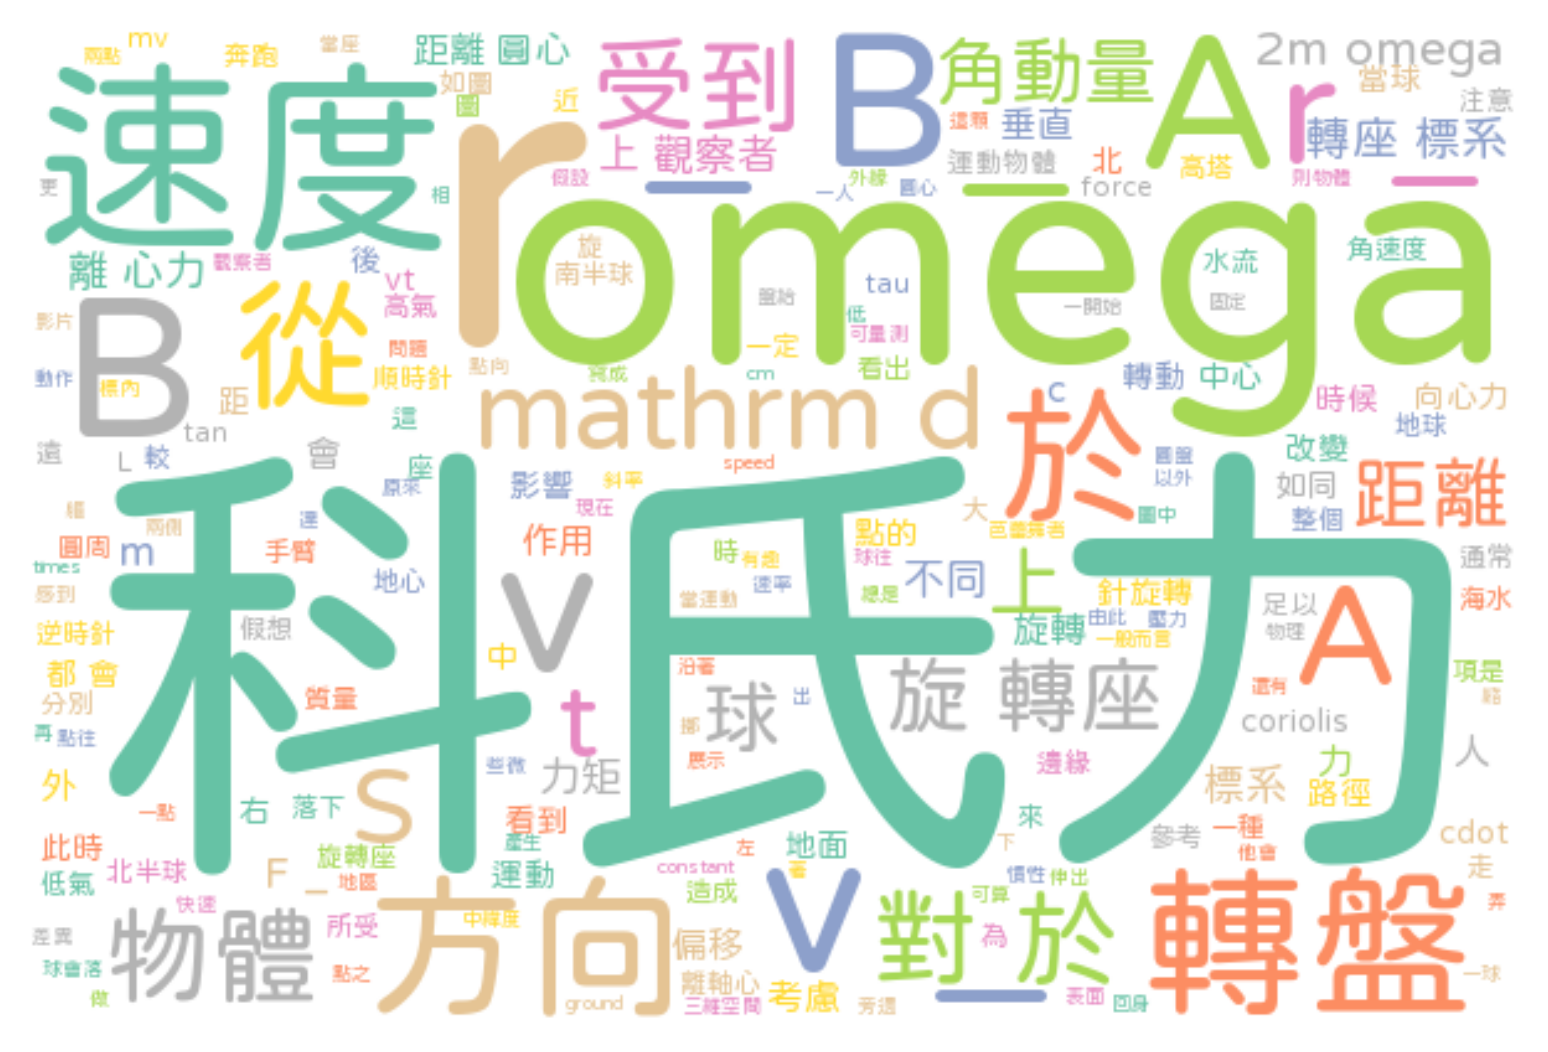 mv
當座
兩點
奔跑
距離 圓心
受到
B
角動量
A
2m omega
如圖
圖
近
當球
注意
速度
r
上 觀察者
這類
垂直
r
轉座 標系
運動物體
北
高塔
更
相
假設
一人
外緣
圓心
force
則物體
omega
離 心力
觀察者
後
vt
旋
南半球
tau
水流
角速度
從
高氣
盤始
低
一開始
固定
影片
B
問題
可量測
一定
看出
動作
標內
順時針
點向
寫成
cm
轉動
中心
距
mathrm d
c
時候
向心力
這
於
地球
tan
遠
L
較
會
座
原來
speed
圓盤
以外
改變
影響
斜率
現在
如同
距離
大
整個
科氏力
軸
兩側
達
圖中
芭蕾舞者
點的
圓周
m
手臂
作用
時
有趣
球往
通常
times
感到
地心
速率
不同
上
針旋轉
足以
海水
V
當運動
總是
由此
壓力
A
逆時針
假想
旋轉
一般而言
物理
中
都 會
沿著
還有
項是
分別
質量
t
球
出
旋 轉座
縮
再
點往
擲
coriolis
些微
展示
邊緣
力
人
外
力矩
標系
路徑
一點
右
落下
S
看到
來
此時
產生
左
地面
下
參考
一種
cdot
他會
北半球
旋轉座
低氣
F _
地區
運動
constant
著
慣性
伸出
走
造成
V
可算
快速
物體
方向
中緯度
對於
轉盤
弄
差異
所受
偏移
為
球會落
點之
離軸心
一球
做
ground
三維空間
考慮
旁邊
表面
回身